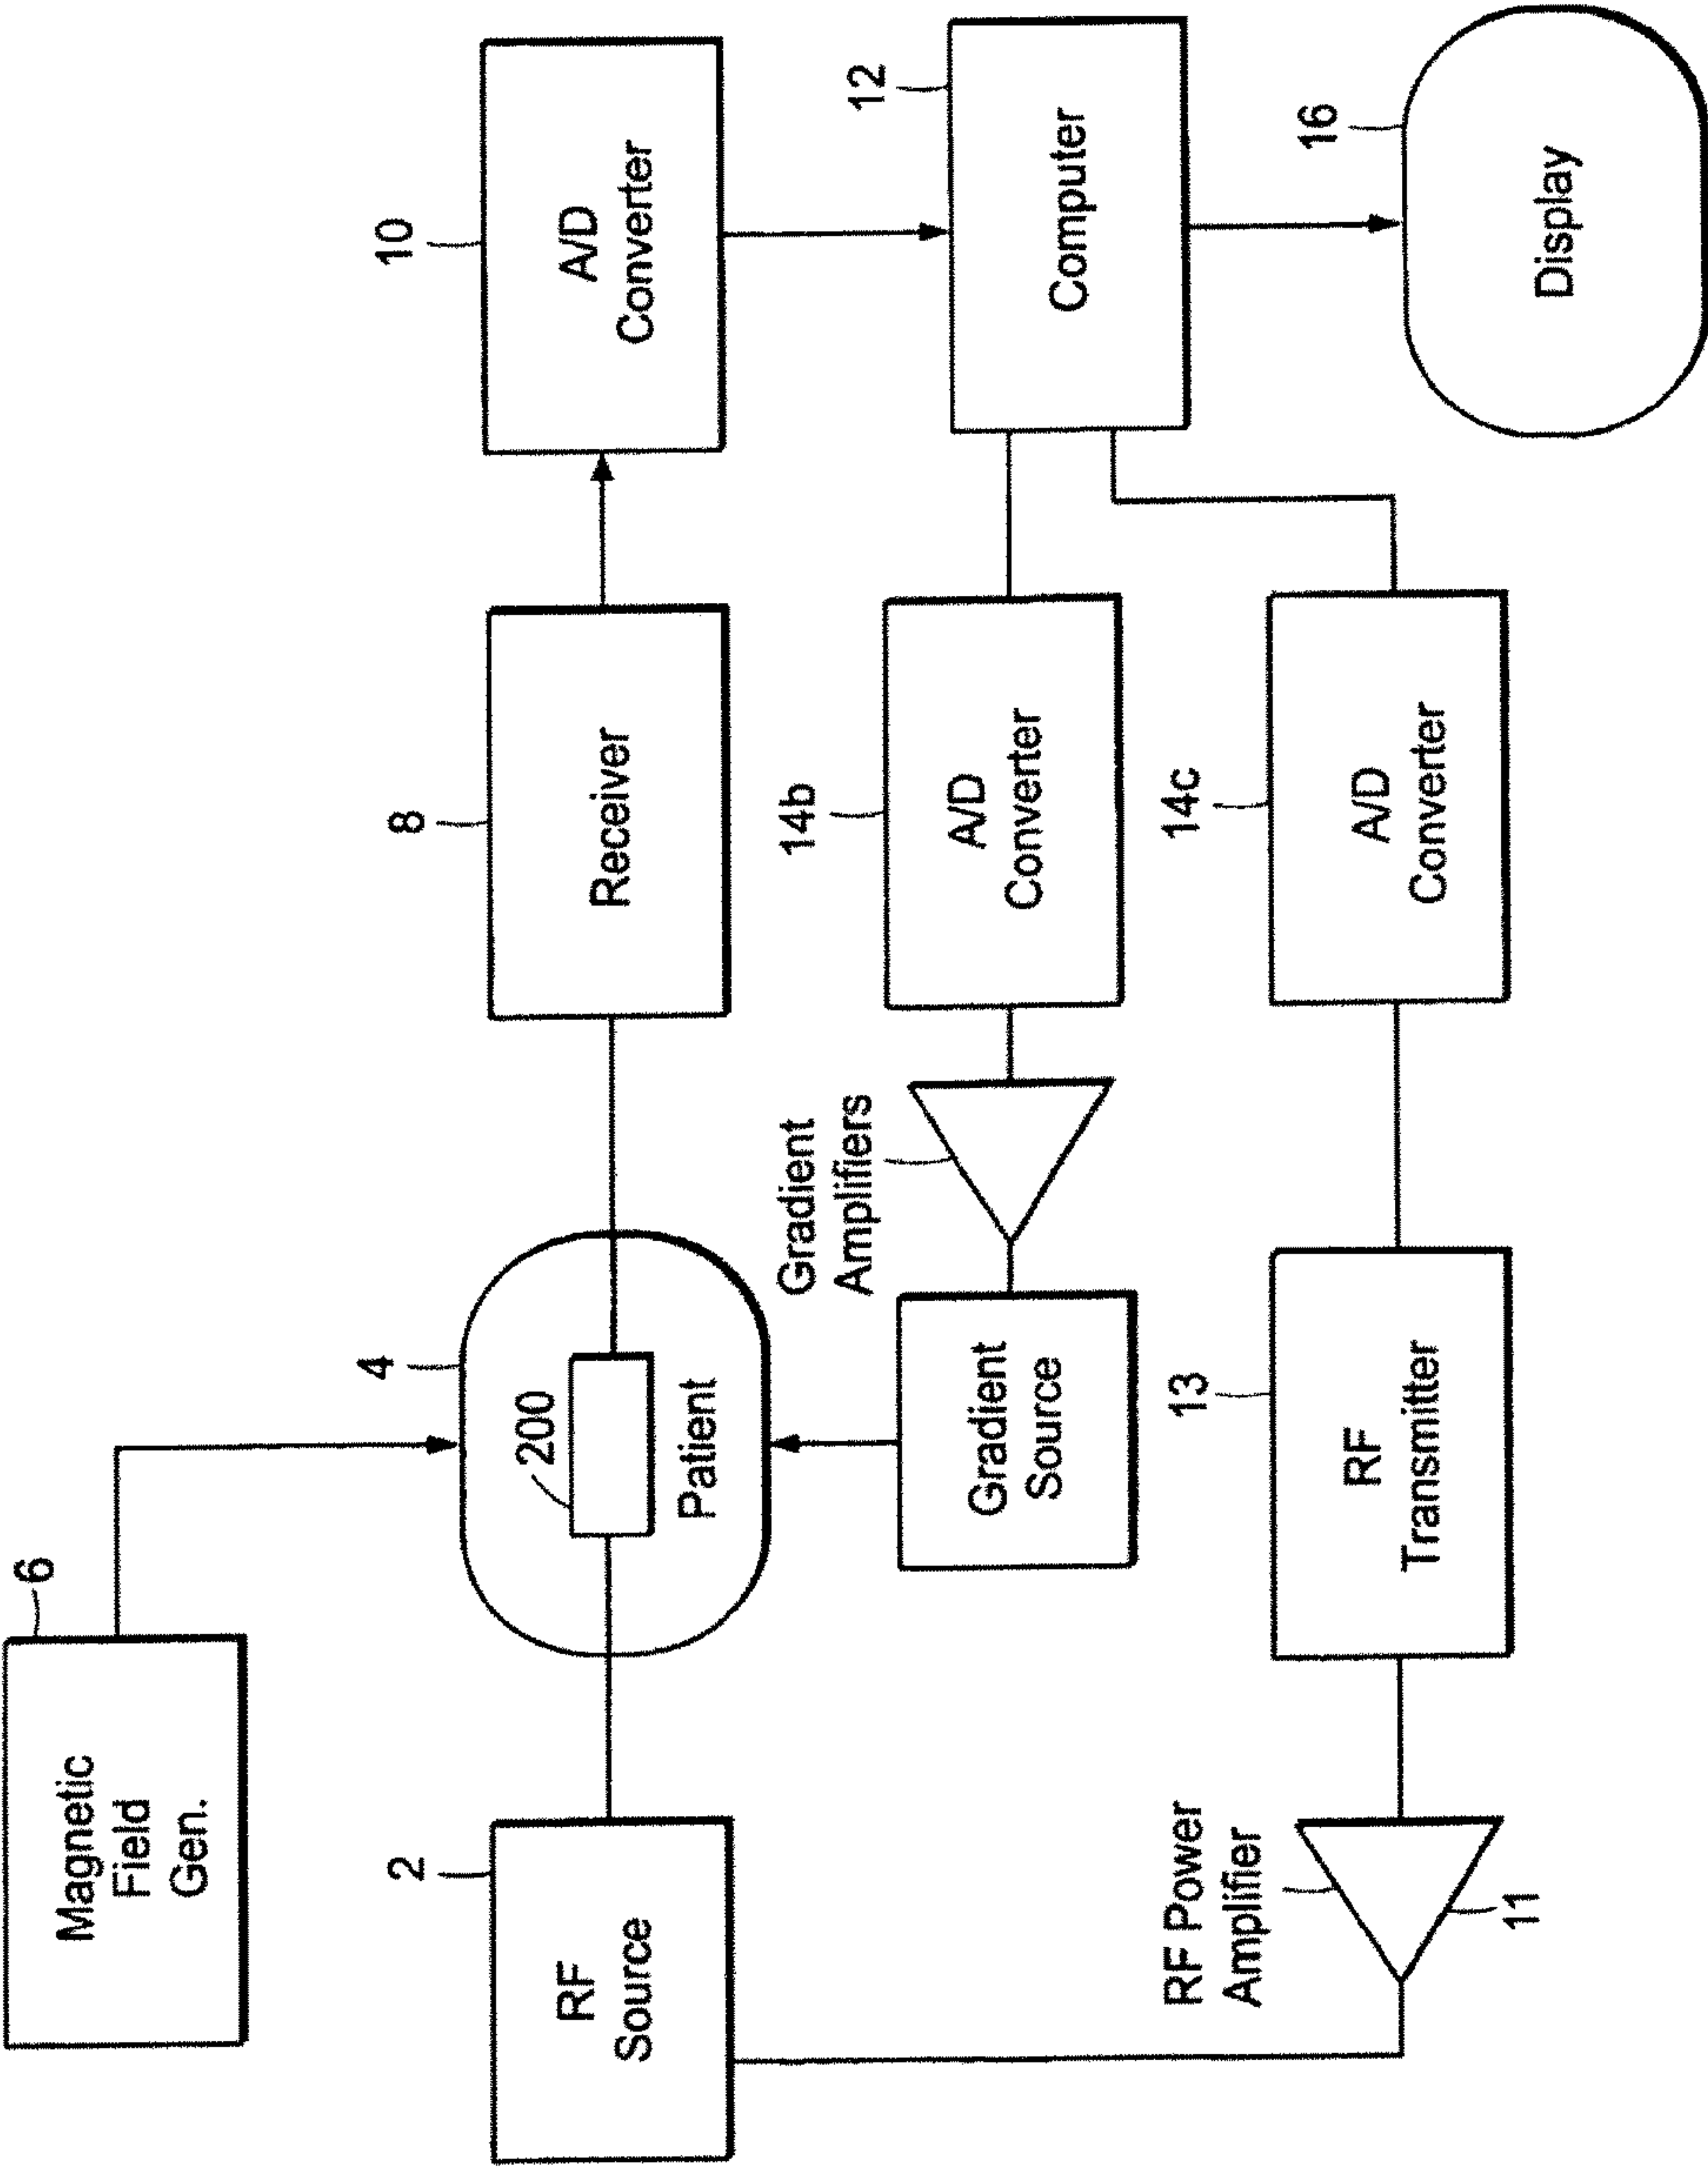 Magnetic
Field
Gen.
6
2
RF
Source
4
200
Patient
8
Receiver
10
A/D
Converter
Gradient
Amplifiers
Gradient
Source
14b
A/D
Converter
12
Computer
RF Power
Amplifier
11
13
RF
Transmitter
14c
A/D
Converter
16
Display